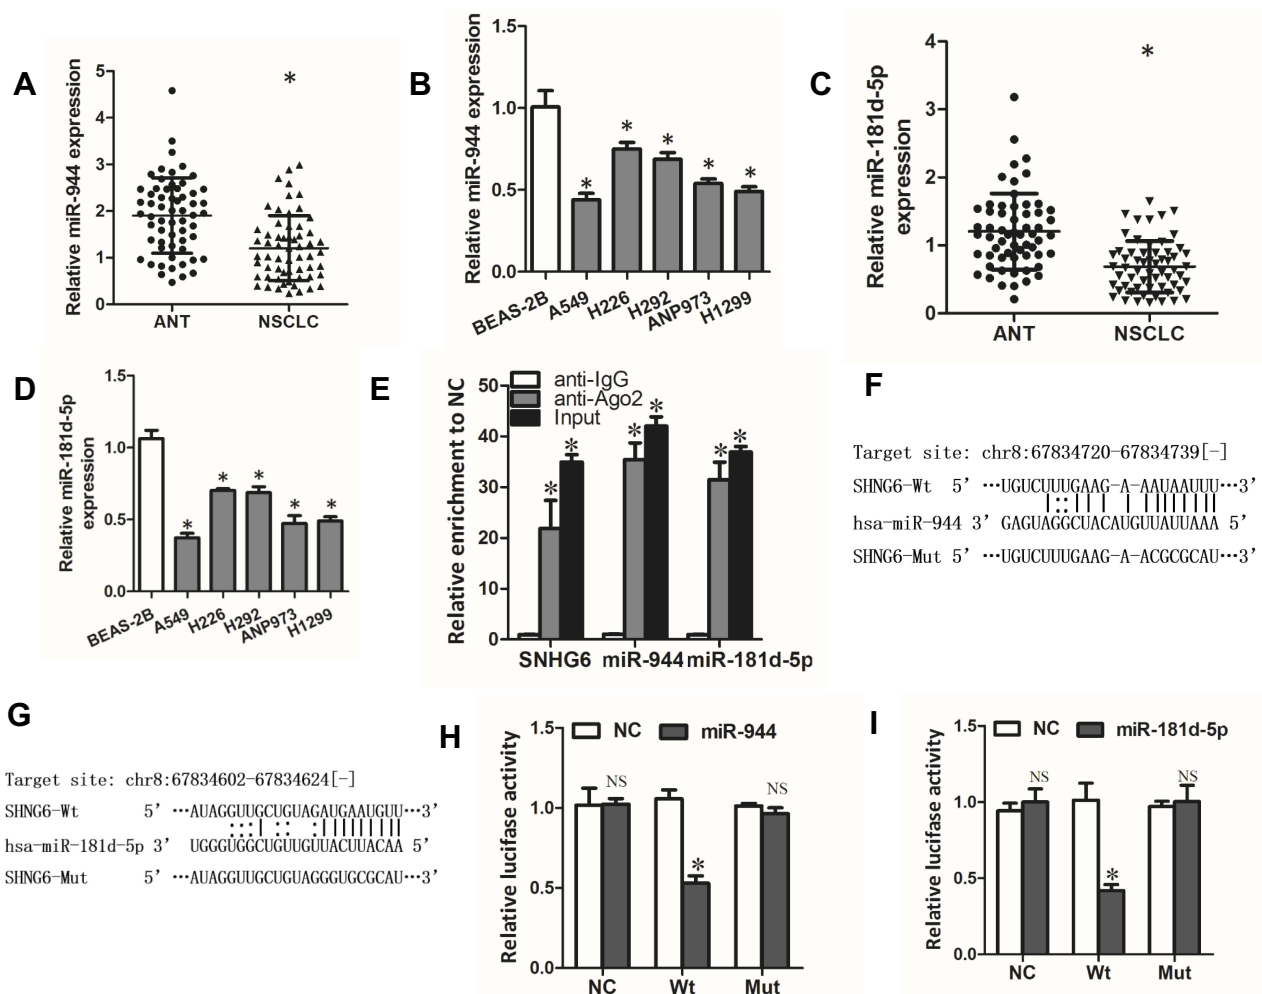 A
Relative miR-944 expression
5
4
3
2
1
0
*
ANT
NSCLC
B
Relative miR-944 expression
1.5
1.0
0.5
0.0
* * * * *
BEAS-2B
A549
H226
H292
ANP973
H1299
C
Relative miR-181d-5p
expression
4
3
2
1
0
*
ANT
NSCLC
D
Relative miR-181d-5p
expression
1.5
1.0
0.5
0.0
* * * * *
BEAS-2B
A549
H226
H292
ANP973
H1299
E
Relative enrichment to NC
50
40
30
20
10
0
anti-IgG
anti-Ago2
Input
* * * * * *
SNHG6 miR-944 miR-181d-5p
F
Target site: chr8:67834720-67834739[-]
SHNG6-Wt 5' ···UGUCUUUGAAG-A-AAUAAUUU···3'
hsa-miR-944 3' GAGUAGGCUACAUGUUAUUAAA 5'
SHNG6-Mut 5' ···UGUCUUUGAAG-A-ACGCGCAU···3'
G
Target site: chr8:67834602-67834624[-]
SHNG6-Wt 5' ···AUAGGUUGCUGUAGAUGAAUGUU···3'
hsa-miR-181d-5p 3' UGGGUGGCUGUUGUUACUUACAA 5'
SHNG6-Mut 5' ···AUAGGUUGCUGUAGGGUGCGCAU···3'
H
Relative lucifase activity
1.5
1.0
0.5
0.0
NC miR-944
NS
*
NS
NC Wt Mut
I
Relative lucifase activity
1.5
1.0
0.5
0.0
NC miR-181d-5p
NS
*
NS
NC Wt Mut